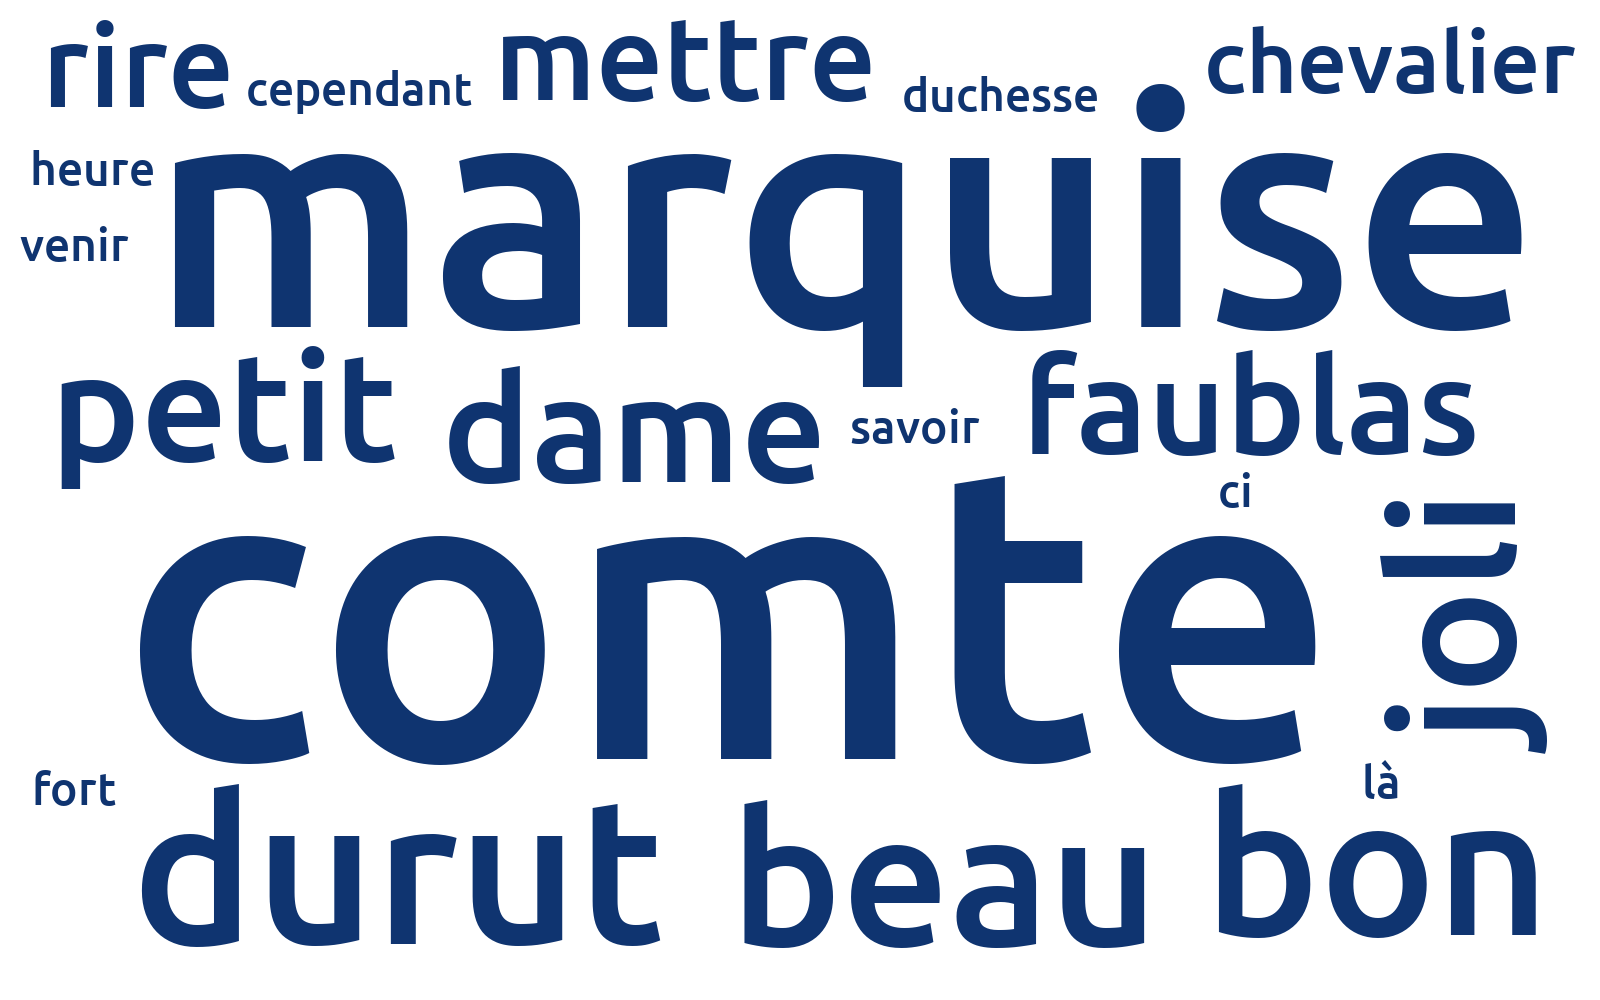 rire cependant mettre duchesse chevalier
heure marquise
venir
petit dame savoir faublas
ci
comte joli
fort là
durut beau bon